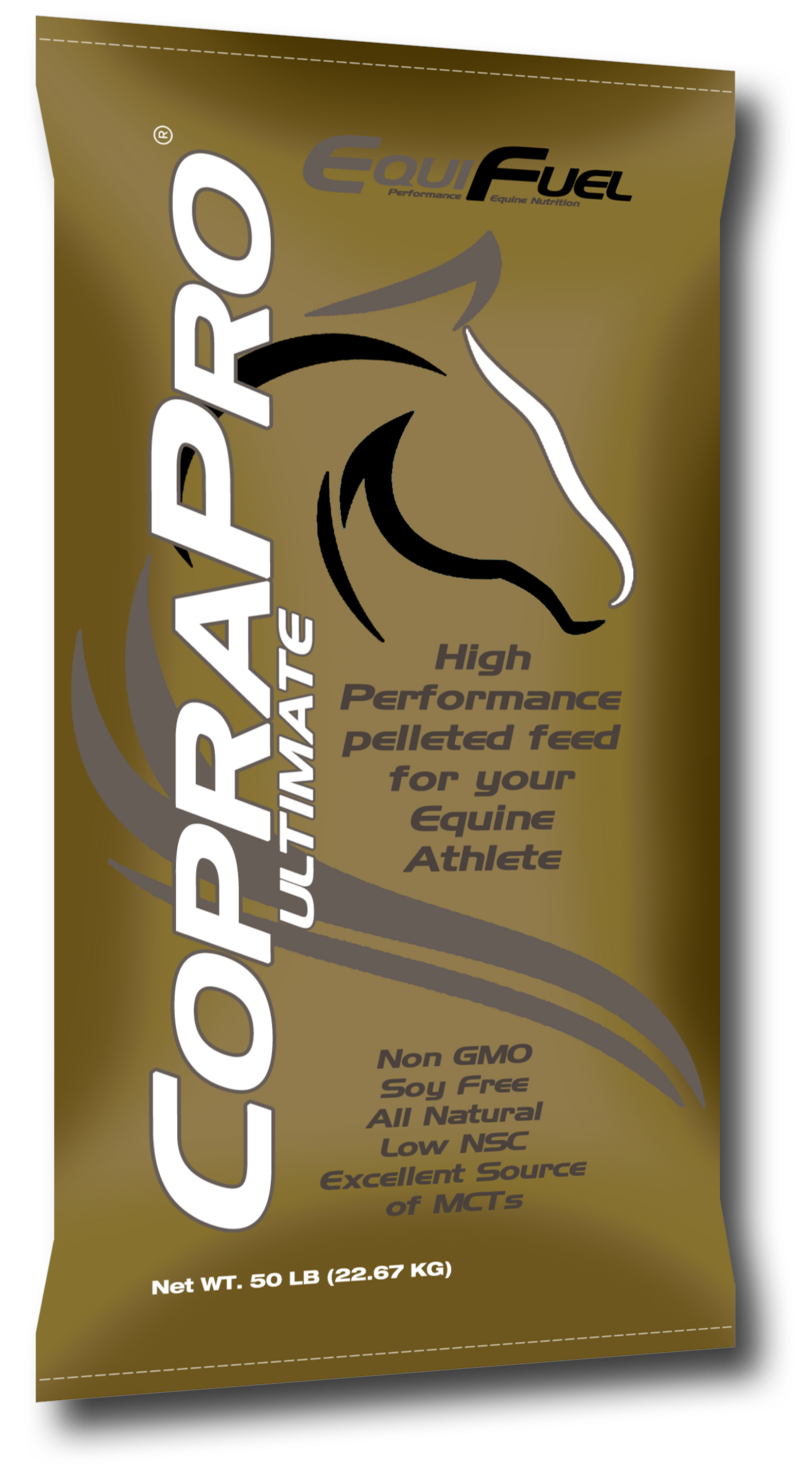 EQUIFUEL
Performance Equine Nutrition
COPRAPRO®
ULTIMATE
High
Performance
pelleted feed
for your
Equine
Athlete
Non GMO
Soy Free
All Natural
Low NSC
Excellent Source
of MCTs
Net WT. 50 LB (22.67 KG)